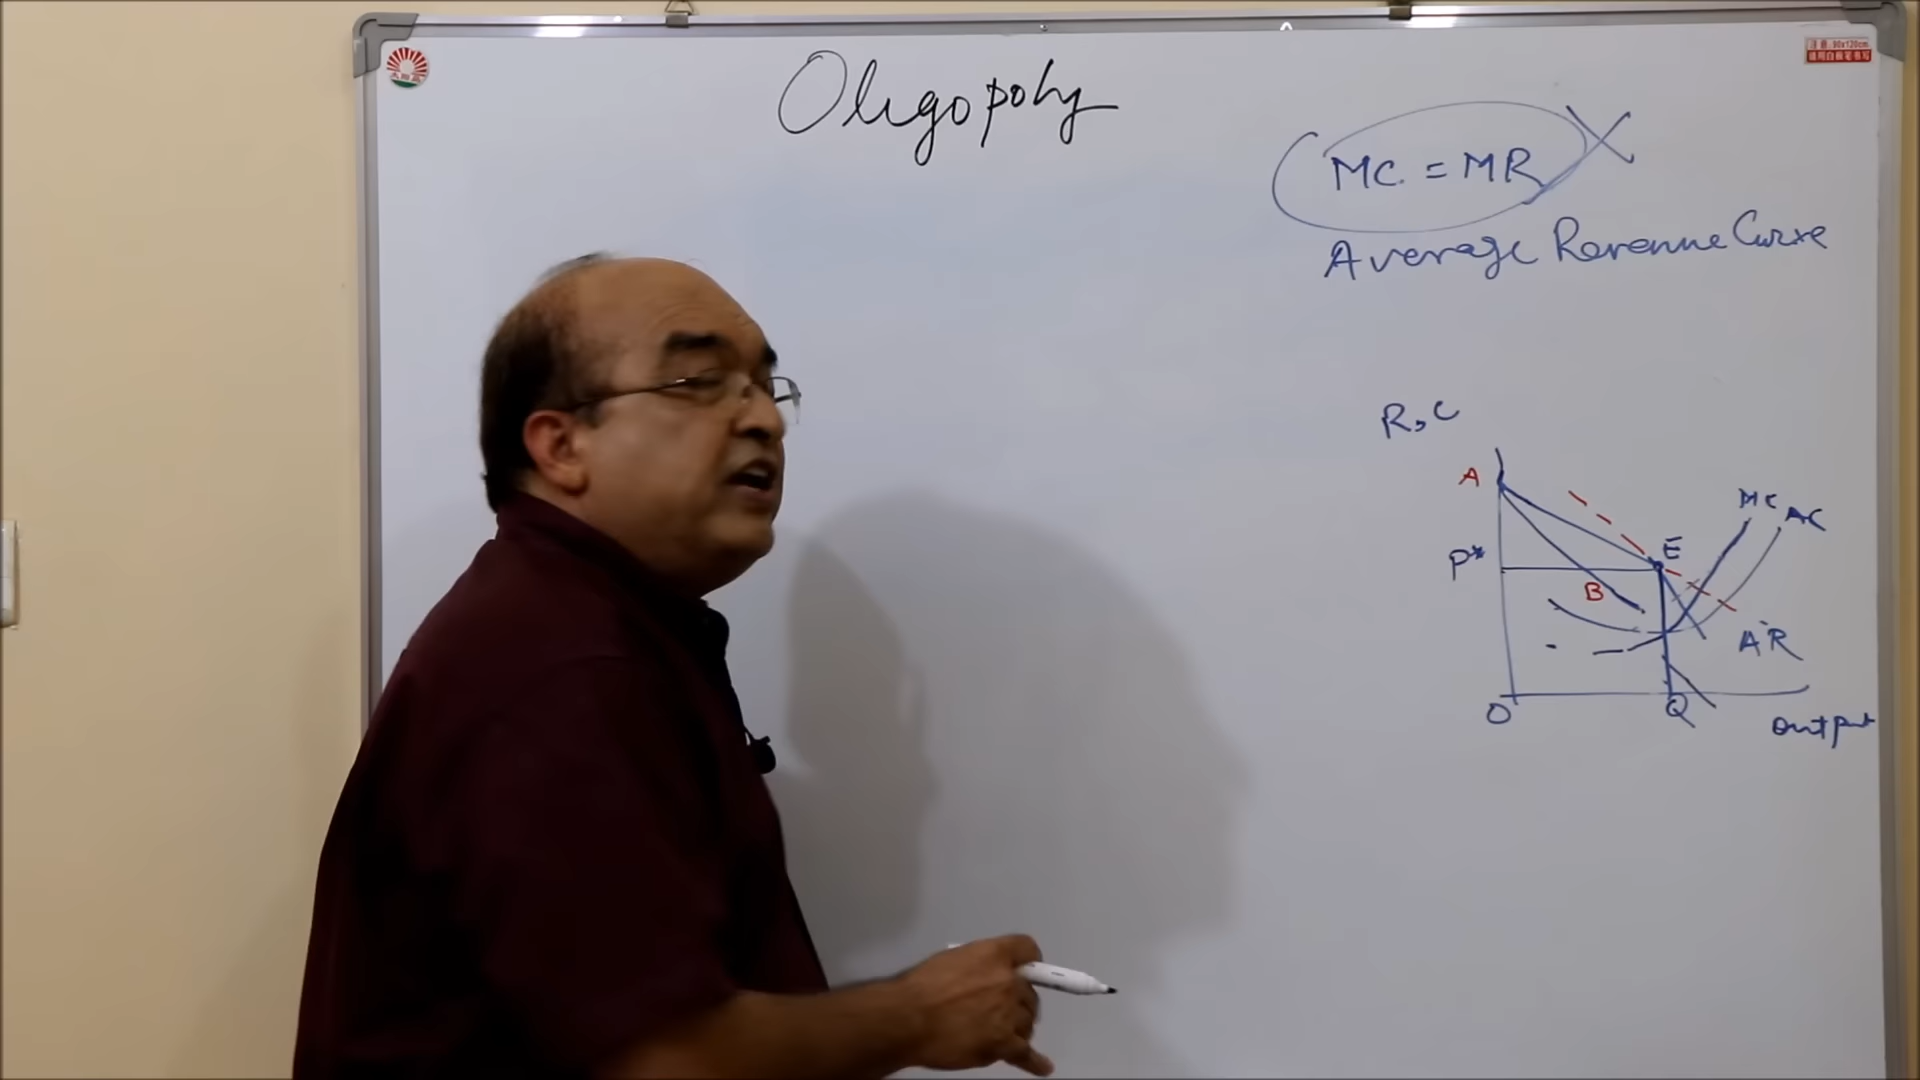 Oligopoly
MC = MR
Average Revenue Curve
R, C
A
MC
AC
P*
E
B
AR
O
Q
output